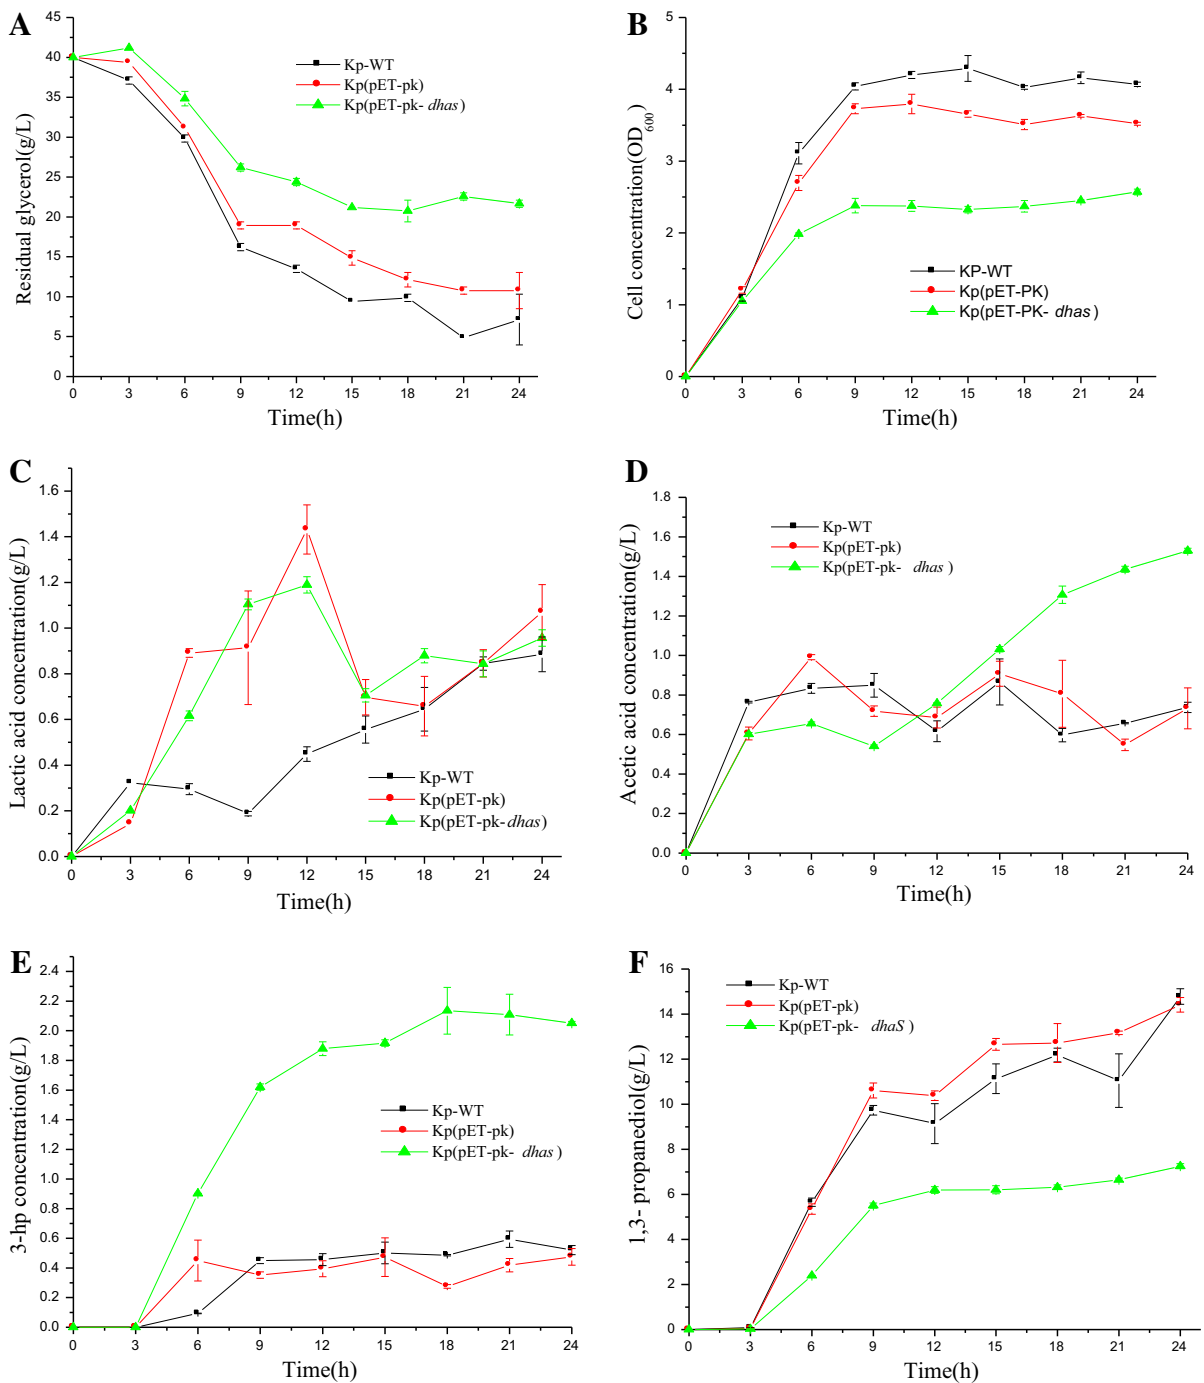 A
45
40
35
30
25
20
15
10
5
0
Residual glycerol(g/L)
Kp-WT
Kp(pET-pk)
Kp(pET-pk- dhas)
0 3 6 9 12 15 18 21 24
Time(h)
B
5
4
3
2
1
0
Cell concentration(OD600)
KP-WT
Kp(pET-PK)
Kp(pET-PK- dhas)
0 3 6 9 12 15 18 21 24
Time(h)
C
1.6
1.4
1.2
1.0
0.8
0.6
0.4
0.2
0.0
Lactic acid concentration(g/L)
Kp-WT
Kp(pET-pk)
Kp(pET-pk-dhas)
0 3 6 9 12 15 18 21 24
Time(h)
D
1.8
1.6
1.4
1.2
1.0
0.8
0.6
0.4
0.2
0.0
Acetic acid concentration(g/L)
Kp-WT
Kp(pET-pk)
Kp(pET-pk- dhas)
0 3 6 9 12 15 18 21 24
Time(h)
E
2.4
2.2
2.0
1.8
1.6
1.4
1.2
1.0
0.8
0.6
0.4
0.2
0.0
3-hp concentration(g/L)
Kp-WT
Kp(pET-pk)
Kp(pET-pk- dhas)
0 3 6 9 12 15 18 21 24
Time(h)
F
16
14
12
10
8
6
4
2
0
1,3- propanediol(g/L)
Kp-WT
Kp(pET-pk)
Kp(pET-pk- dhaS )
0 3 6 9 12 15 18 21 24
Time(h)